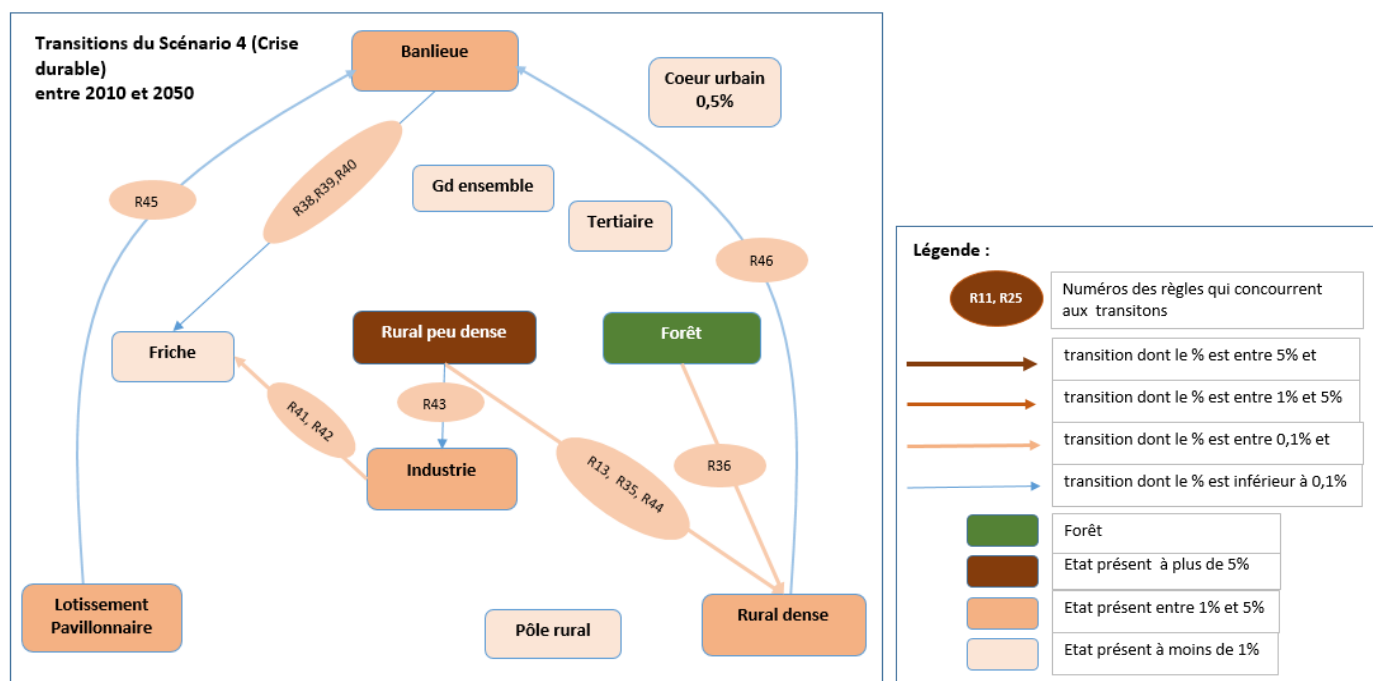 Transitions du Scénario 4 (Crise
durable)
entre 2010 et 2050
Banlieue
Coeur urbain
0,5%
R38,R39,R40
Gd ensemble
R45
Tertiaire
R46
Friche
Rural peu dense
Forêt
R41, R42
R43
Industrie
R13, R35, R44
R36
Lotissement
Pavillonnaire
Pôle rural
Rural dense
Légende :
R11, R25
Numéros des règles qui concourrent
aux transitons
transition dont le % est entre 5% et
transition dont le % est entre 1% et 5%
transition dont le % est entre 0,1% et
transition dont le % est inférieur à 0,1%
Forêt
Etat présent à plus de 5%
Etat présent entre 1% et 5%
Etat présent à moins de 1%